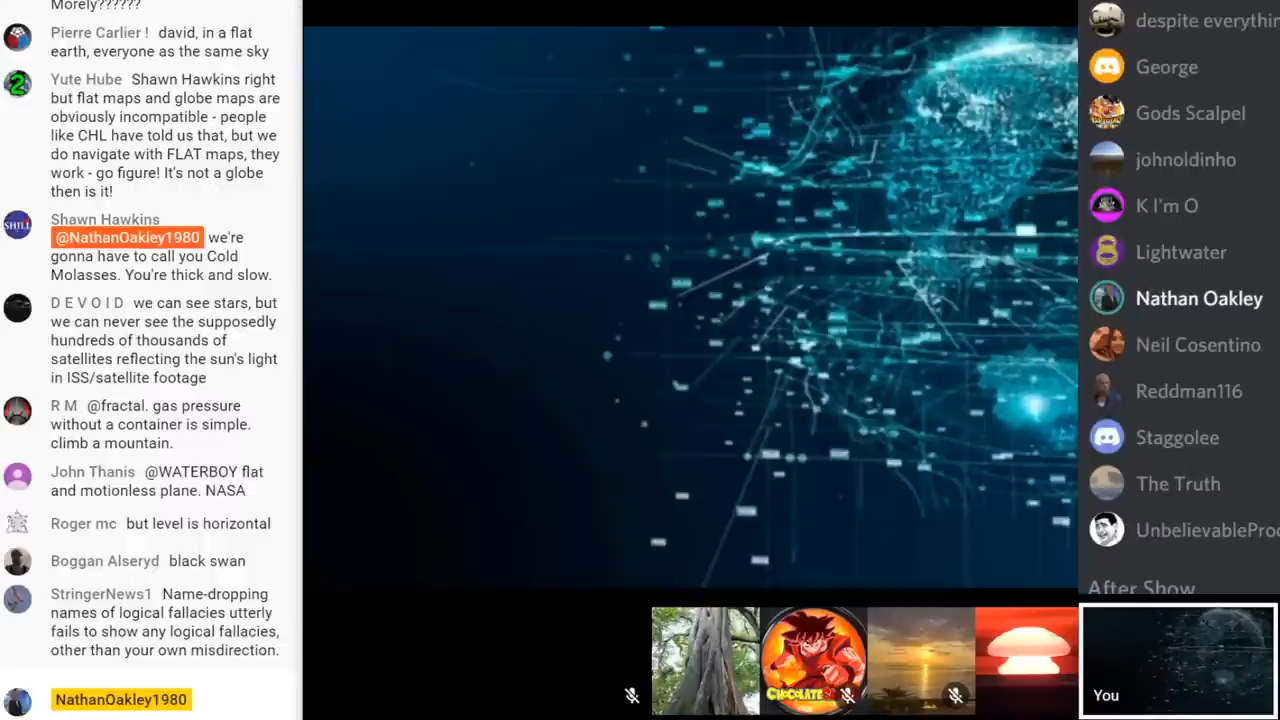 Morely??????
Pierre Carlier ! david, in a flat
earth, everyone as the same sky
Yute Hube Shawn Hawkins right
but flat maps and globe maps are
obviously incompatible - people
like CHL have told us that, but we
do navigate with FLAT maps, they
work - go figure! It's not a globe
then is it!
Shawn Hawkins
@NathanOakley1980 we're
gonna have to call you Cold
Molasses. You're thick and slow.
D E V O I D we can see stars, but
we can never see the supposedly
hundreds of thousands of
satellites reflecting the sun's light
in ISS/satellite footage
R M @fractal. gas pressure
without a container is simple.
climb a mountain.
John Thanis @WATERBOY flat
and motionless plane. NASA
Roger mc but level is horizontal
Boggan Alseryd black swan
StringerNews1 Name-dropping
names of logical fallacies utterly
fails to show any logical fallacies,
other than your own misdirection.
NathanOakley1980
SHILL
2
CHOCOLATE
despite everythin
George
Gods Scalpel
johnoldinho
K I'm O
Lightwater
Nathan Oakley
Neil Cosentino
Reddman116
Staggolee
The Truth
UnbelievableProd
After Show
You